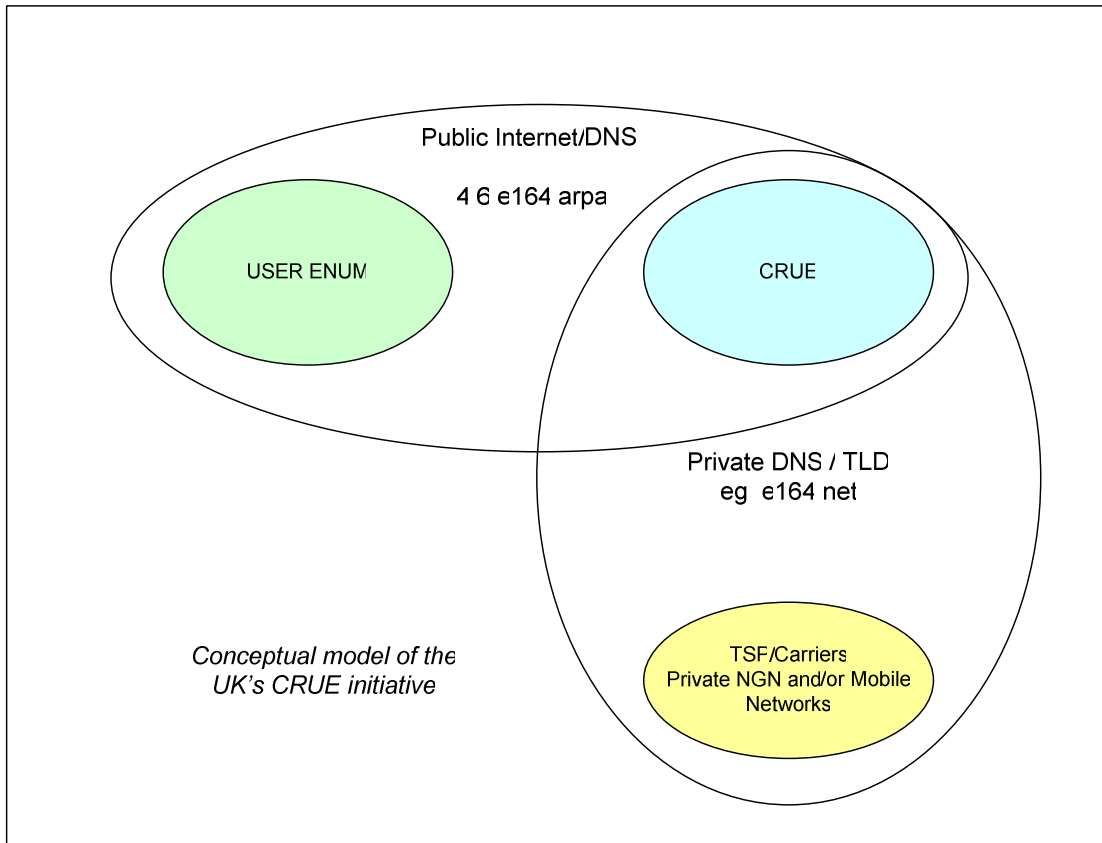 Public Internet/DNS
4 6 e164 arpa
USER ENUM
CRUE
Private DNS / TLD
eg e164 net
TSP/Carriers
Private NGN and/or Mobile
Networks
Conceptual model of the
UK's CRUE initiative